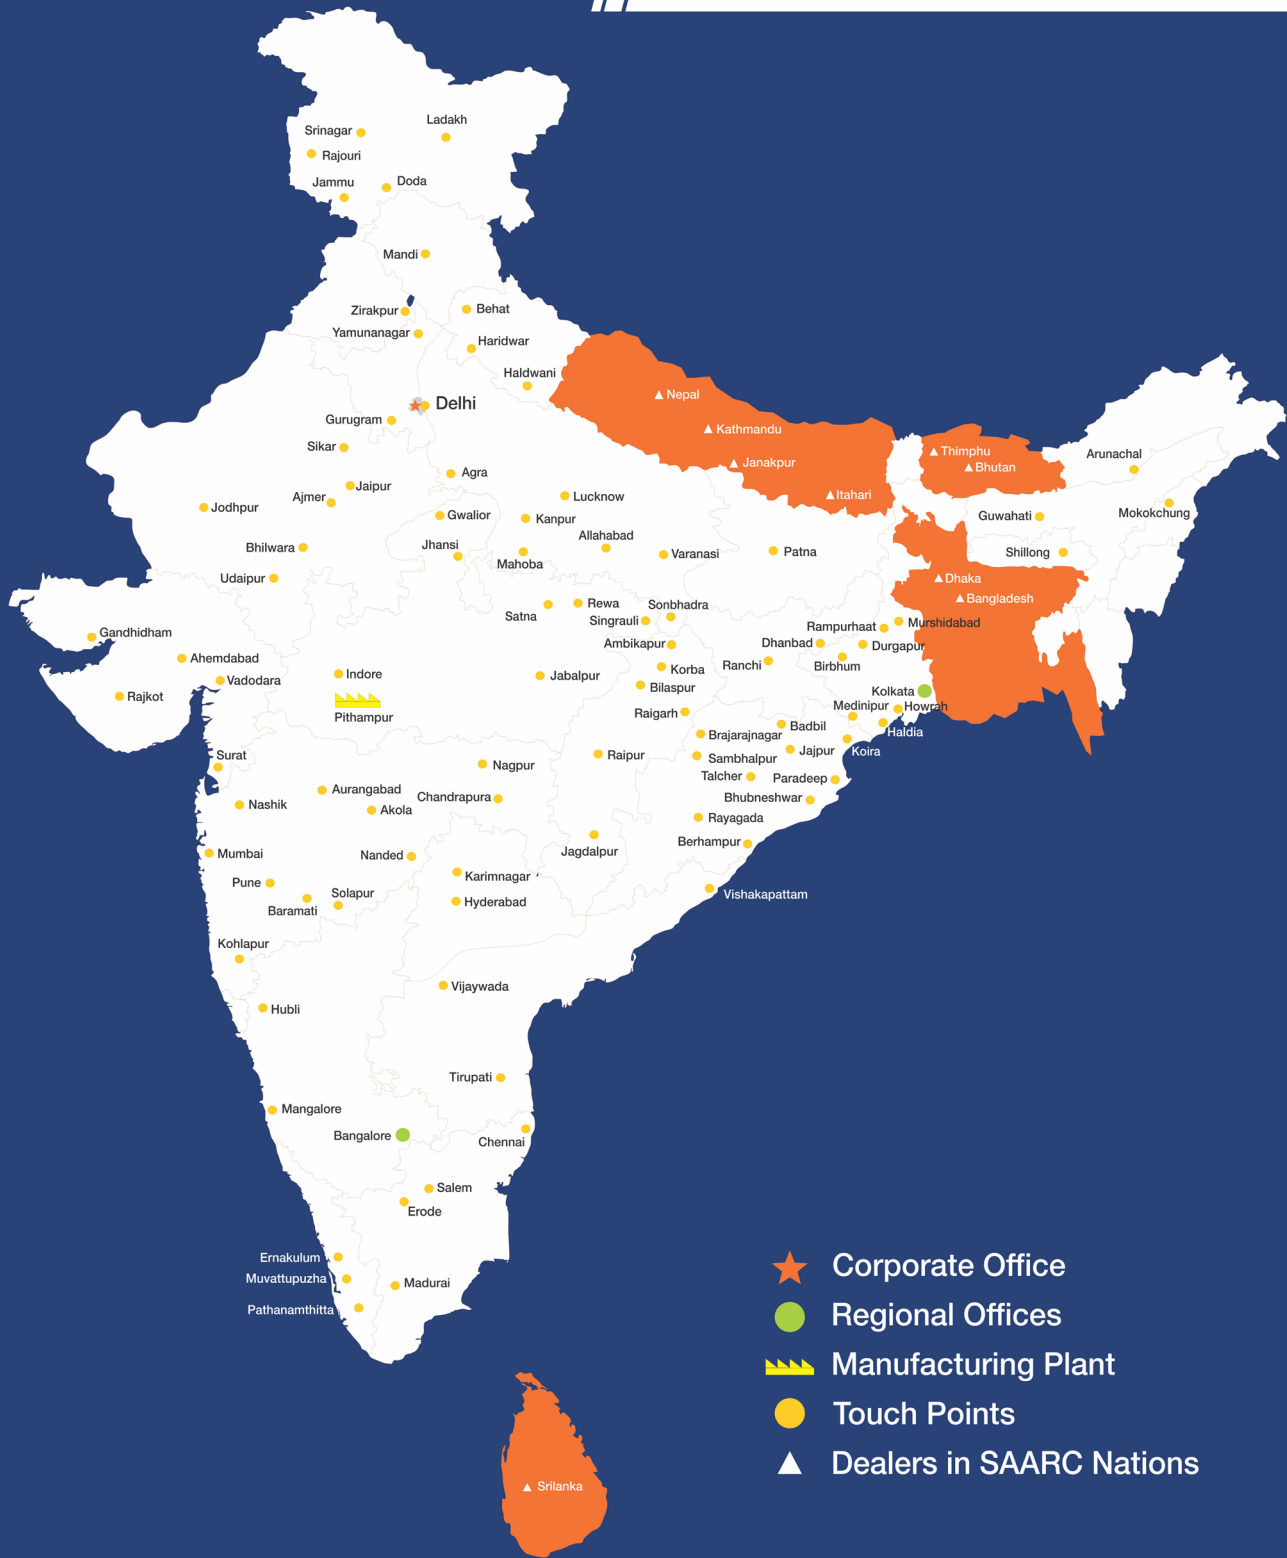 Ladakh
Srinagar
Rajouri
Doda
Jammu
Mandi
Behat
Zirakpur
Yamunanagar
Haridwar
Haldwani
Nepal
Delhi
Gurugram
Kathmandu
Sikar
Thimphu
Arunachal
Janakpur
Bhutan
Agra
Jaipur
Itahari
Ajmer
Lucknow
Jodhpur
Mokokchung
Gwalior
Guwahati
Kanpur
Allahabad
Jhansi
Bhilwara
Patna
Shillong
Varanasi
Mahoba
Udaipur
Dhaka
Bangladesh
Rewa
Sonbhadra
Satna
Singrauli
Murshidabad
Rampurhaat
Gandhidham
Ambikapur
Dhanbad
Durgapur
Ahemdabad
Ranchi
Birbhum
Korba
Indore
Jabalpur
Vadodara
Bilaspur
Kolkata
Rajkot
Medinipur
Howrah
Raigarh
Pithampur
Badbil
Haldia
Brajarajnagar
Jajpur
Koira
Surat
Raipur
Sambhalpur
Nagpur
Talcher
Paradeep
Aurangabad
Chandrapura
Bhubneshwar
Nashik
Akola
Rayagada
Berhampur
Jagdalpur
Mumbai
Nanded
Karimnagar
Pune
Solapur
Vishakapattam
Hyderabad
Baramati
Kohlapur
Vijaywada
Hubli
Tirupati
Mangalore
Bangalore
Chennai
Salem
Erode
Ernakulum
Muvattupuzha
Madurai
Pathanamthitta
Corporate Office
Regional Offices
Manufacturing Plant
Touch Points
Dealers in SAARC Nations
Srilanka